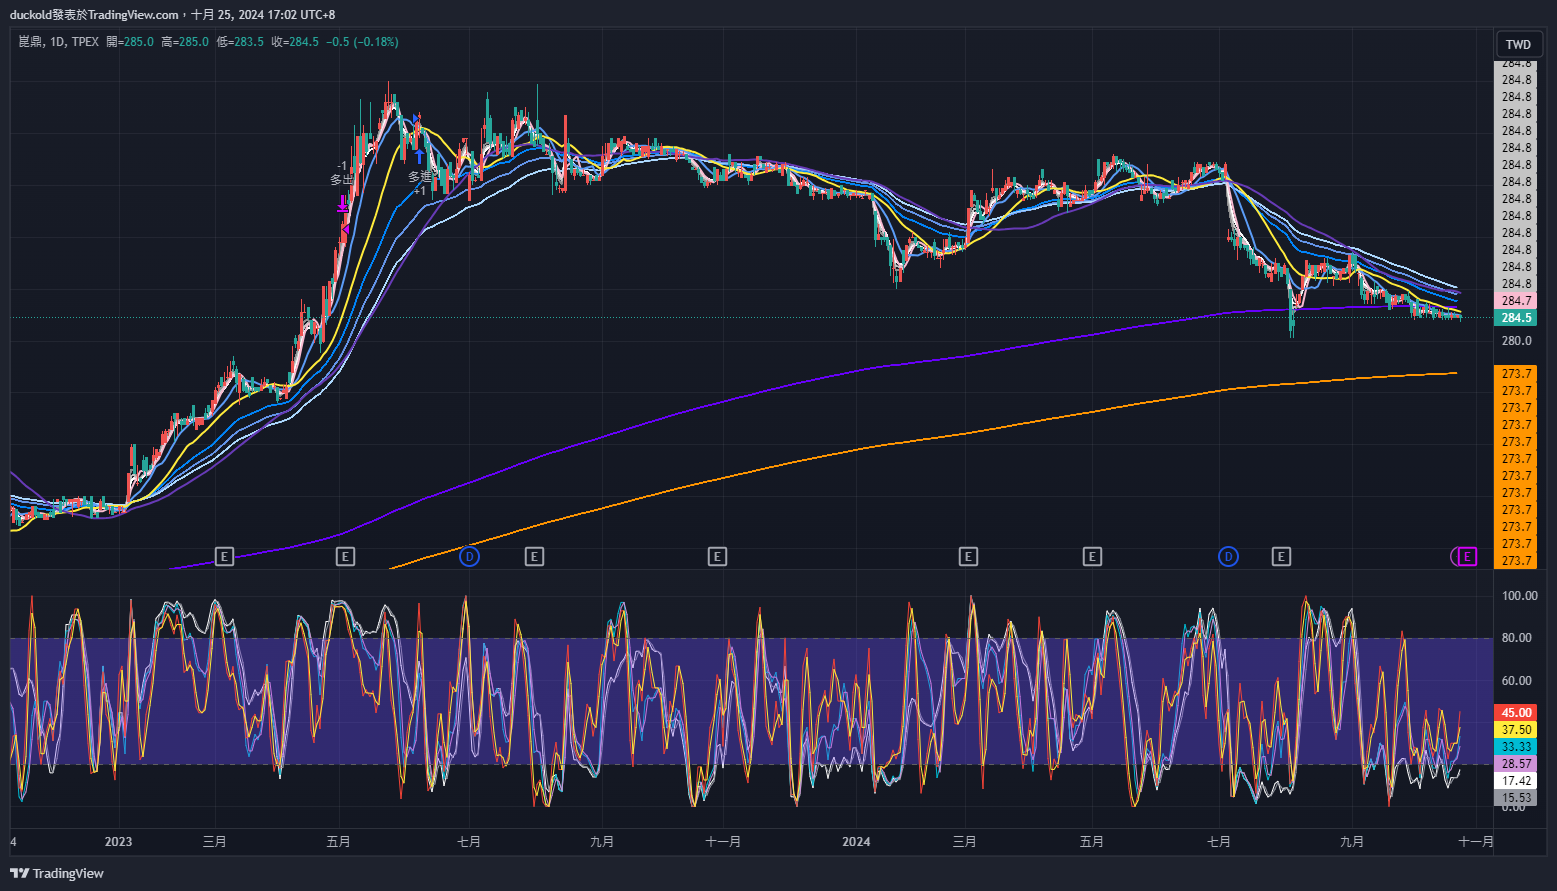 duckold發表於TradingView.com，十月 25, 2024 17:02 UTC+8
崑鼎, 1D, TPEX 開=285.0 高=285.0 低=283.5 收=284.5 −0.5 (−0.18%)
TWD
284.8
284.8
284.8
284.8
284.8
284.8
284.8
284.8
284.8
284.8
284.8
284.8
284.8
284.8
284.7
284.5
280.0
273.7
273.7
273.7
273.7
273.7
273.7
273.7
273.7
273.7
273.7
273.7
273.7
-1
多出
多進
+1
E
E
D
E
E
E
E
D
E
E
100.00
80.00
60.00
45.00
37.50
33.33
28.57
17.42
15.53
0.00
4
2023
三月
五月
七月
九月
十一月
2024
三月
五月
七月
九月
十一月
TradingView